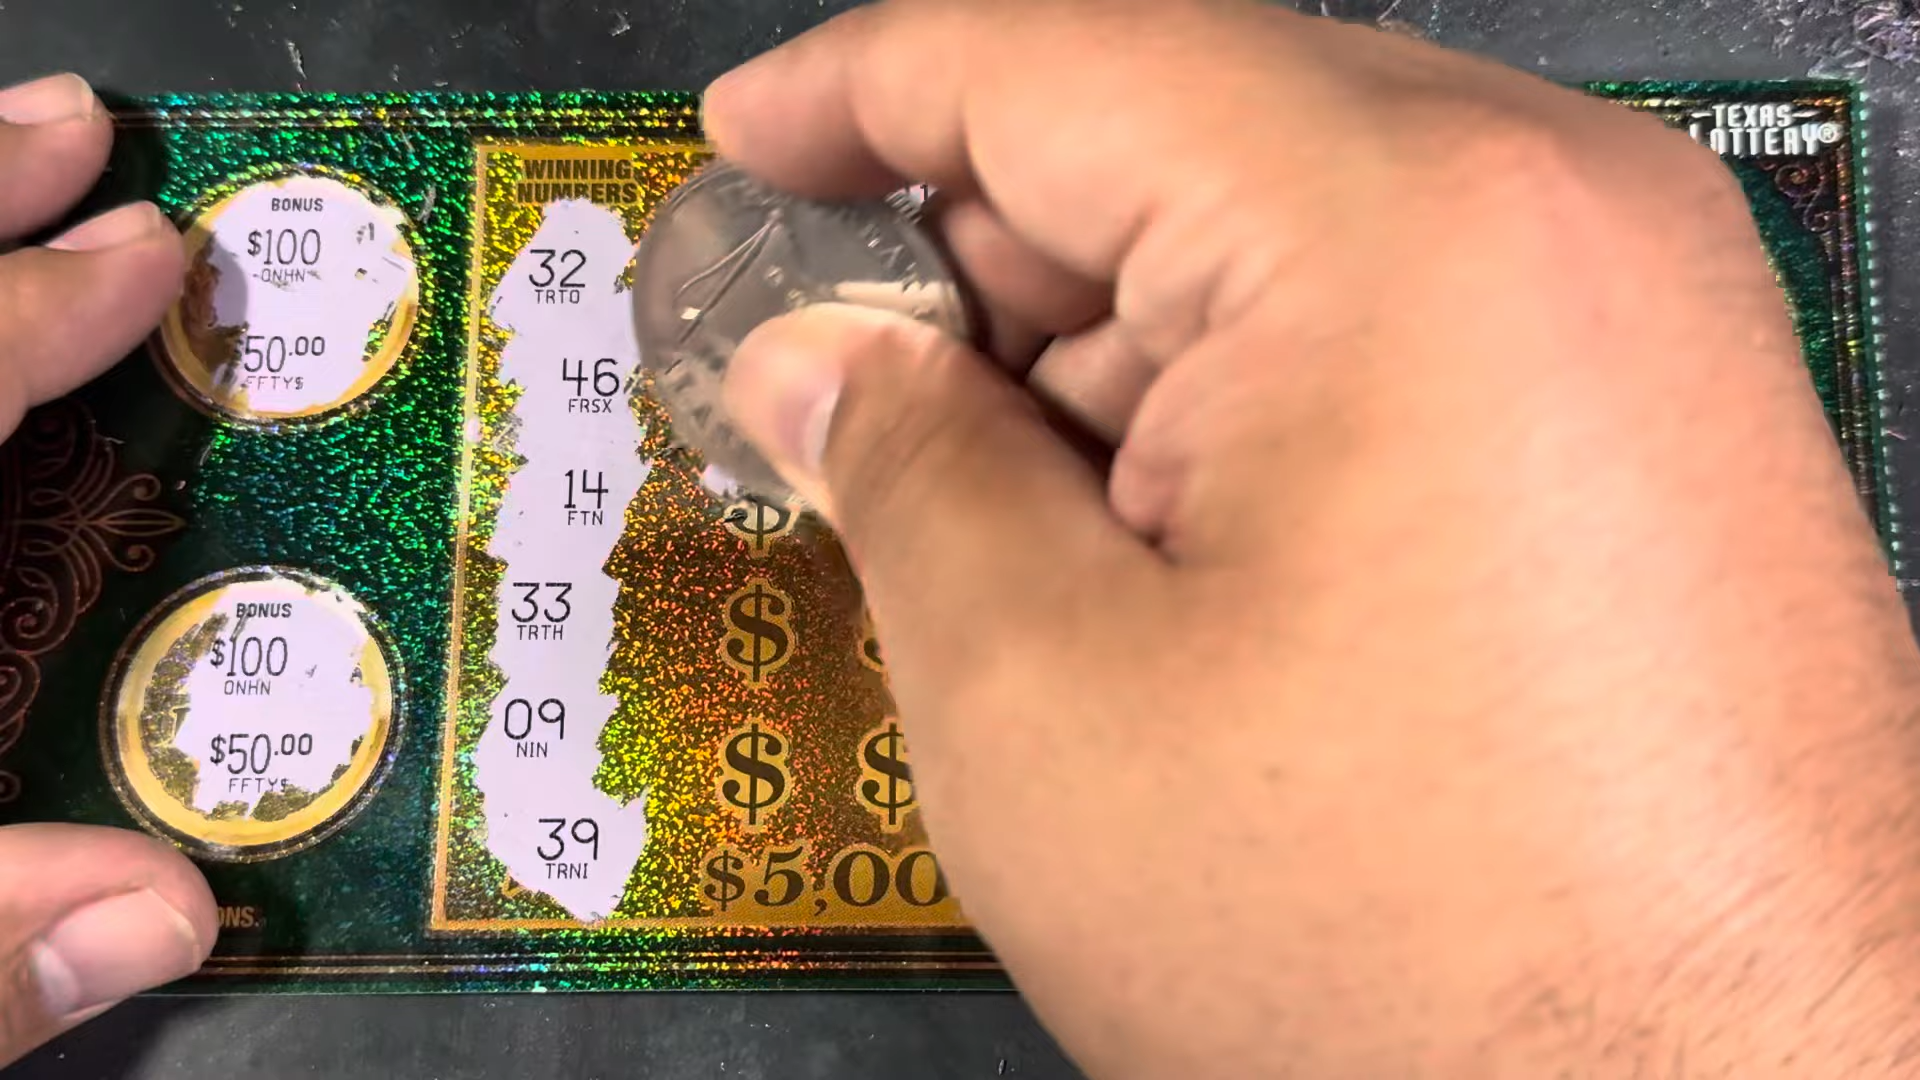 BONUS
$100
ONHN
$50.00
FFTY$
BONUS
$100
ONHN
$50.00
FFTY$
WINNING
NUMBERS
32
TRTO
46
FRSX
14
FTN
33
TRTH
09
NIN
39
TRNI
$
$
$ $
$5,00
TEXAS
LOTTERY®